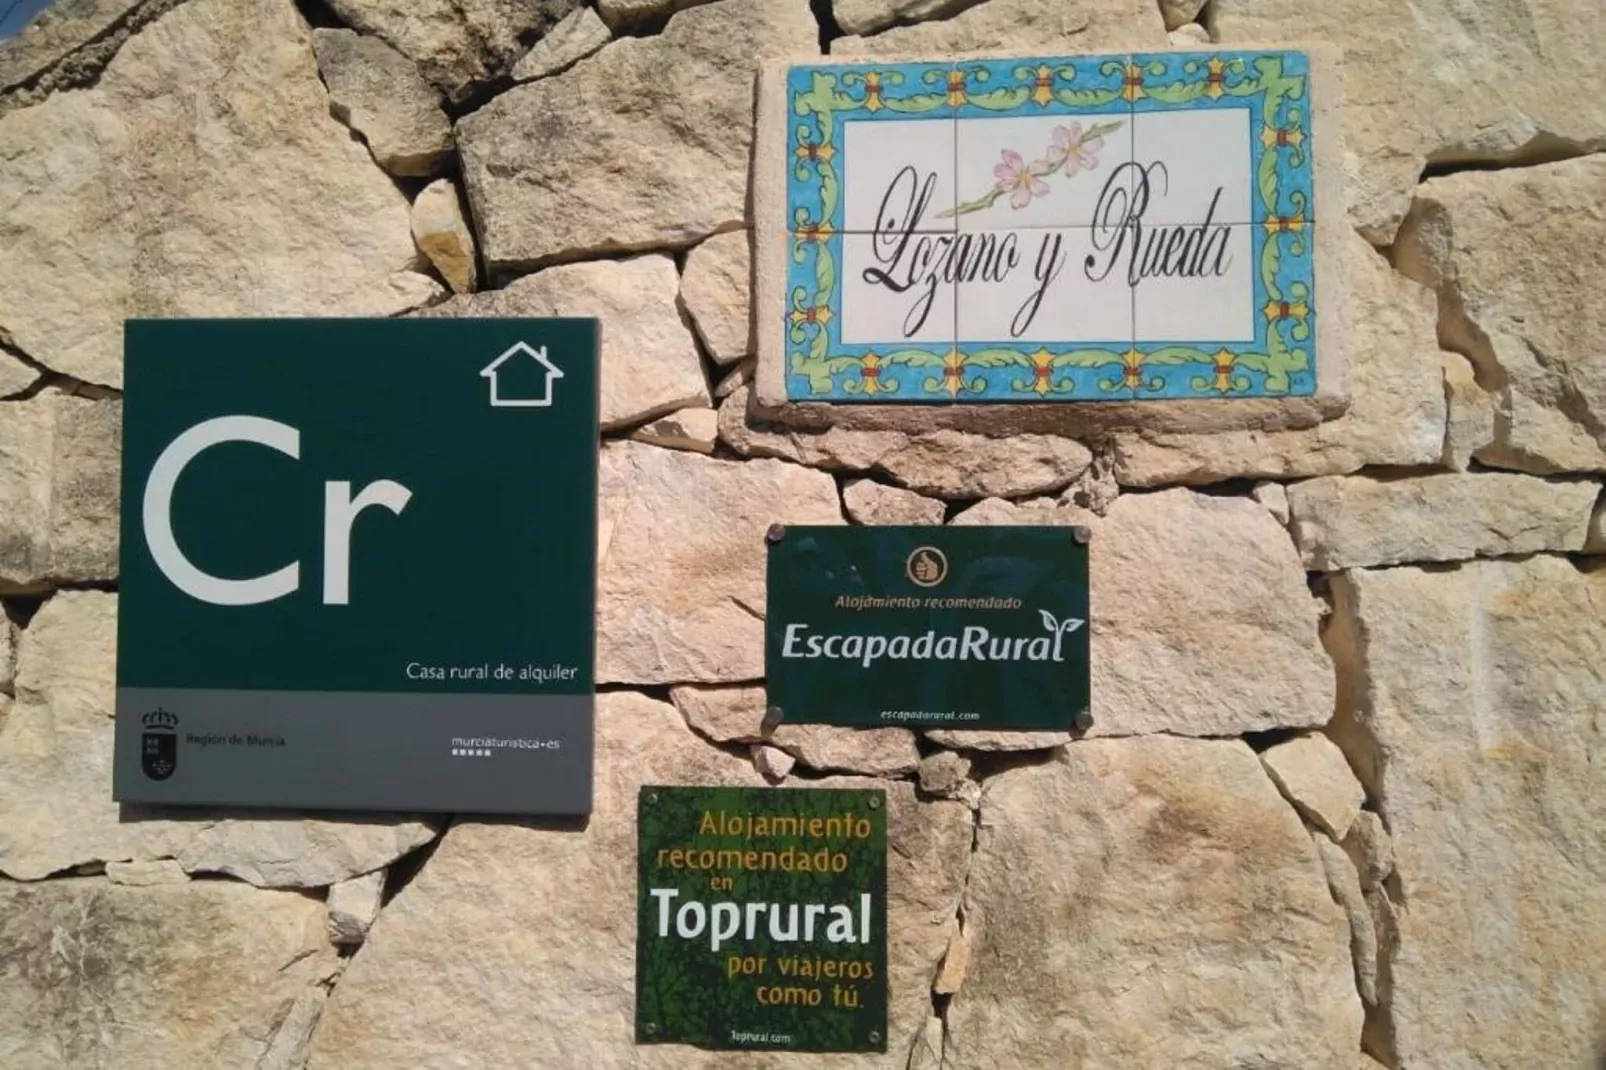 Lozano y Rueda
Cr
Casa rural de alquiler
Región de Murcia
murciaturistica.es
Alojamiento recomendado
EscapadaRural
escapadarural.com
Alojamiento
recomendado
en
Toprural
por viajeros
como tú.
Toprural.com